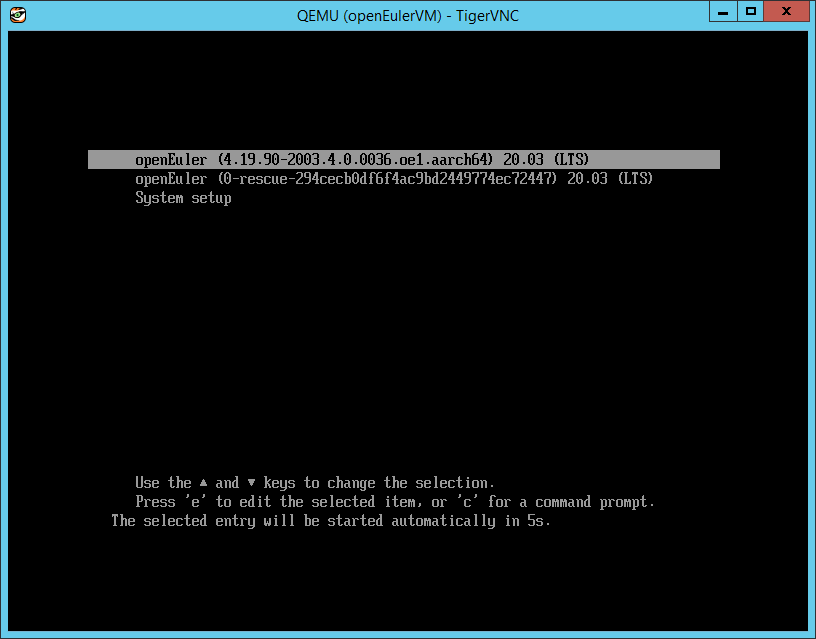 QEMU (openEulerVM) - TigerVNC
openEuler (4.19.90-2003.4.0.0036.oe1.aarch64) 20.03 (LTS)
openEuler (0-rescue-294cecb0df6f4ac9bd2449774ec72447) 20.03 (LTS)
System setup
Use the ▲ and ▼ keys to change the selection.
Press 'e' to edit the selected item, or 'c' for a command prompt.
The selected entry will be started automatically in 5s.